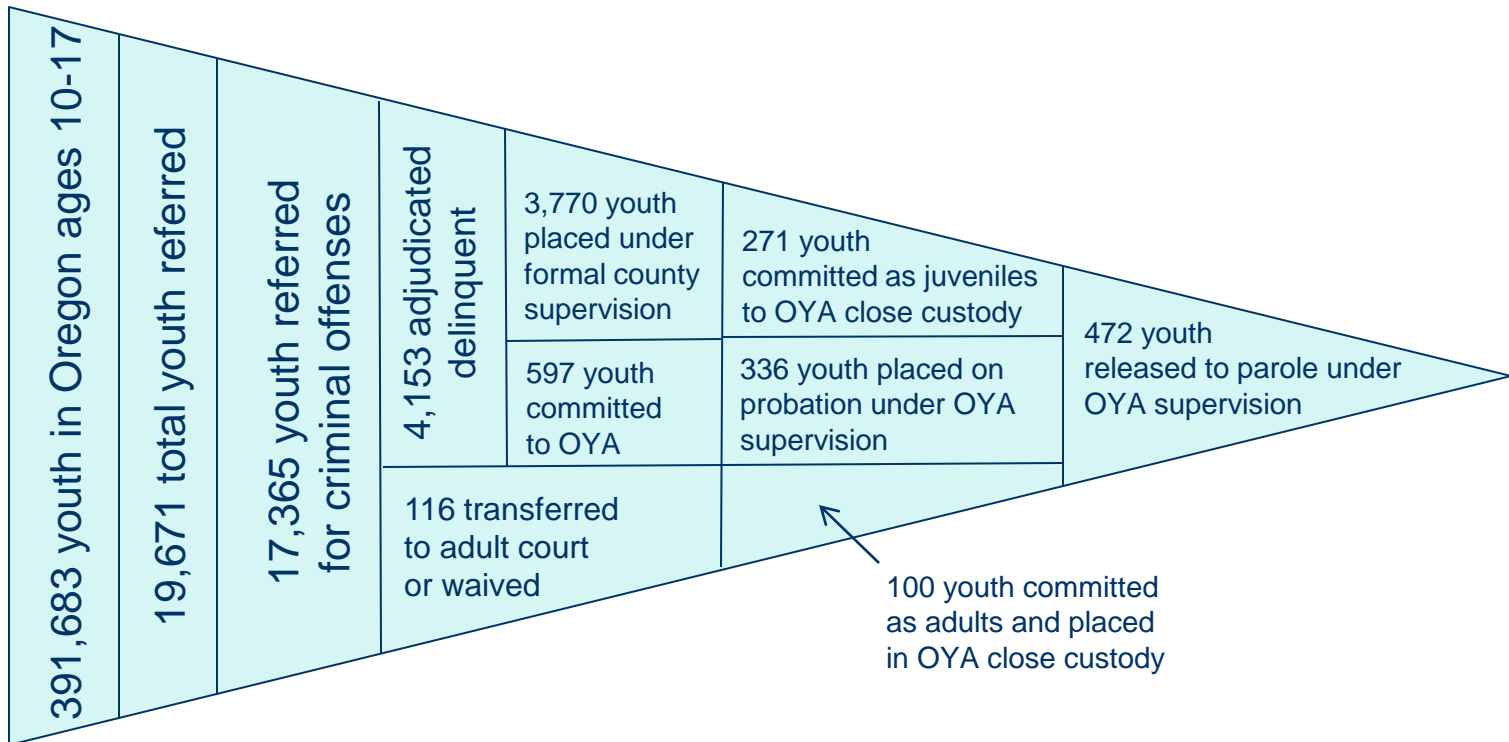 391,683 youth in Oregon ages 10-17
19,671 total youth referred
17,365 youth referred
for criminal offenses
4,153 adjudicated
delinquent
3,770 youth
placed under
formal county
supervision
597 youth
committed
to OYA
116 transferred
to adult court
or waived
271 youth
committed as juveniles
to OYA close custody
336 youth placed on
probation under OYA
supervision
100 youth committed
as adults and placed
in OYA close custody
472 youth
released to parole under
OYA supervision